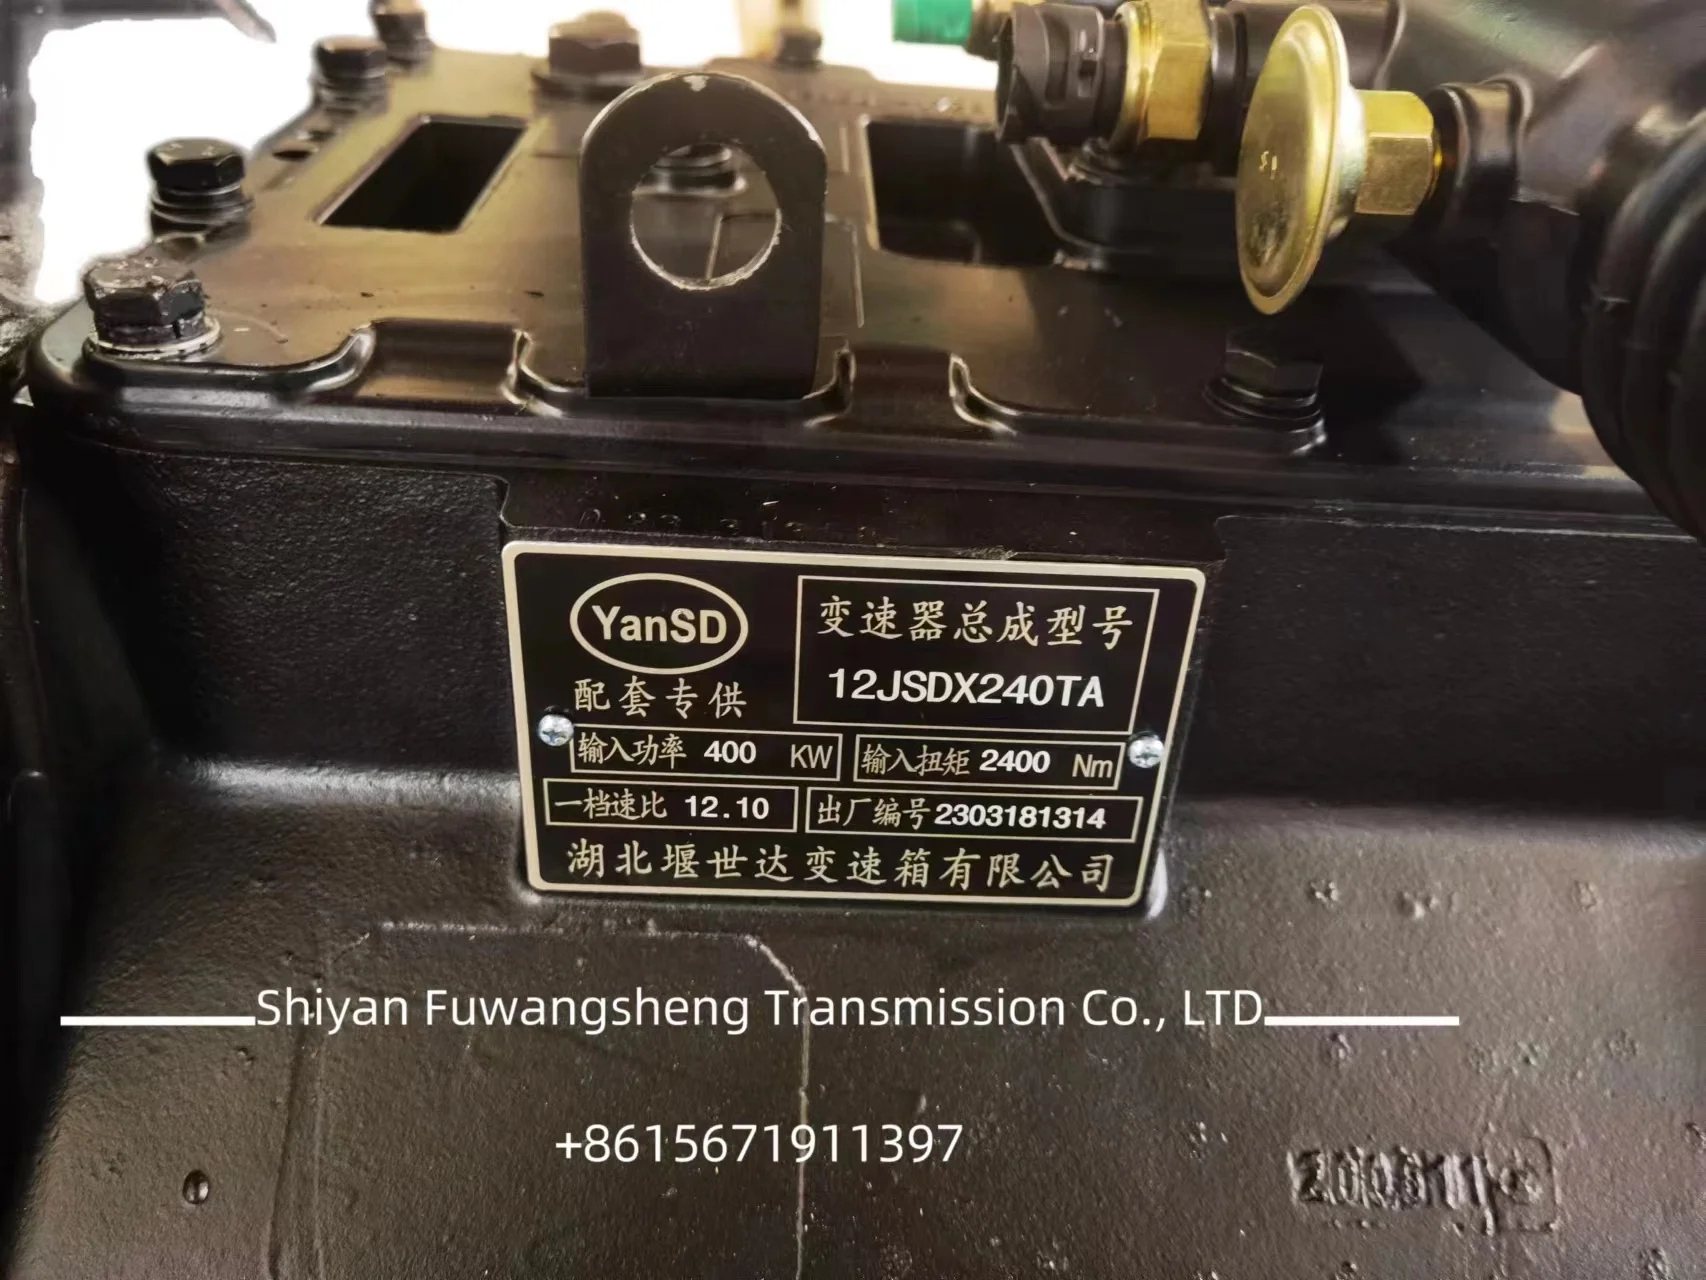 YanSD
配套专供
变速器总成型号
12JSDX240TA
输入功率 400 KW
输入扭矩 2400 Nm
一档速比 12.10
出厂编号 2303181314
湖北堰世达变速箱有限公司
Shiyan Fuwangsheng Transmission Co., LTD
+8615671911397